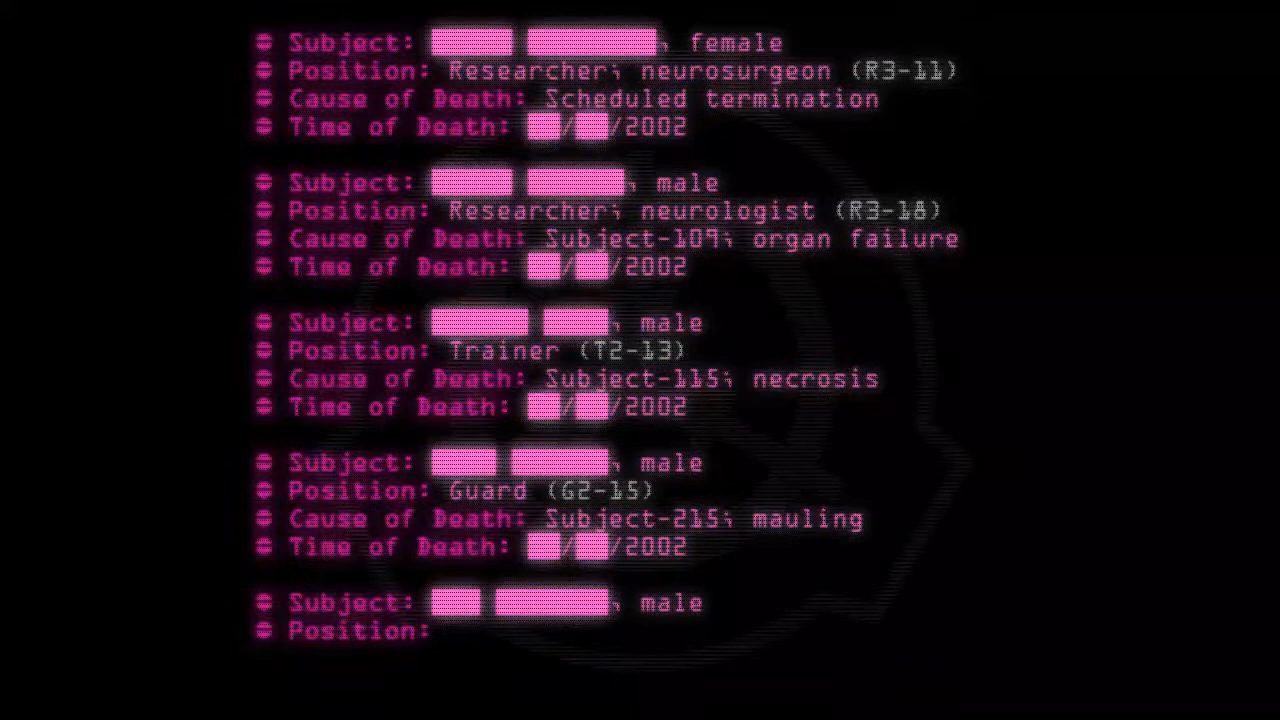 Subject: █████ ████████, female
Position: Researcher; neurosurgeon (R3-11)
Cause of Death: Scheduled termination
Time of Death: ██/██/2002
Subject: █████ ██████, male
Position: Researcher; neurologist (R3-18)
Cause of Death: Subject-109; organ failure
Time of Death: ██/██/2002
Subject: ██████ ████, male
Position: Trainer (T2-13)
Cause of Death: Subject-115; necrosis
Time of Death: ██/██/2002
Subject: ████ ██████, male
Position: Guard (G2-15)
Cause of Death: Subject-215; mauling
Time of Death: ██/██/2002
Subject: ███ ███████, male
Position: